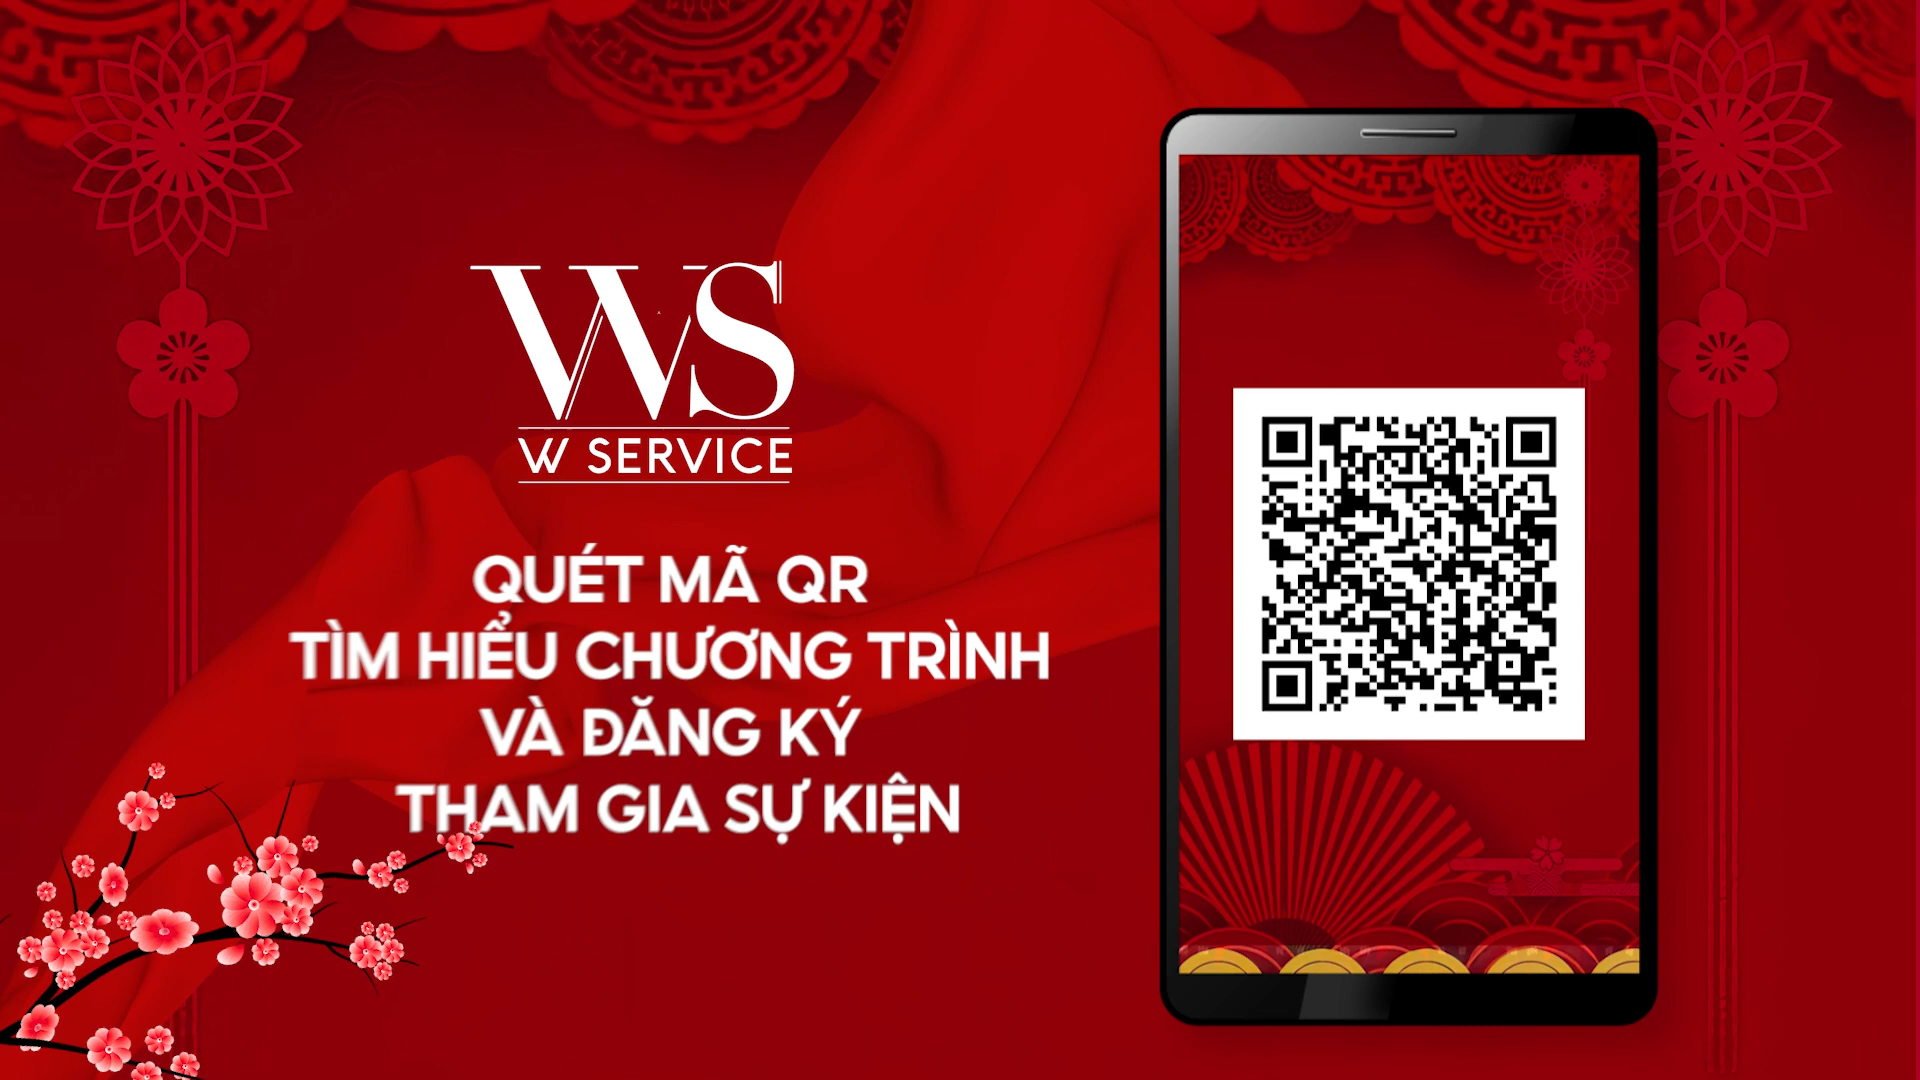 WS
W SERVICE
QUÉT MÃ QR
TÌM HIỂU CHƯƠNG TRÌNH
VÀ ĐĂNG KÝ
THAM GIA SỰ KIỆN